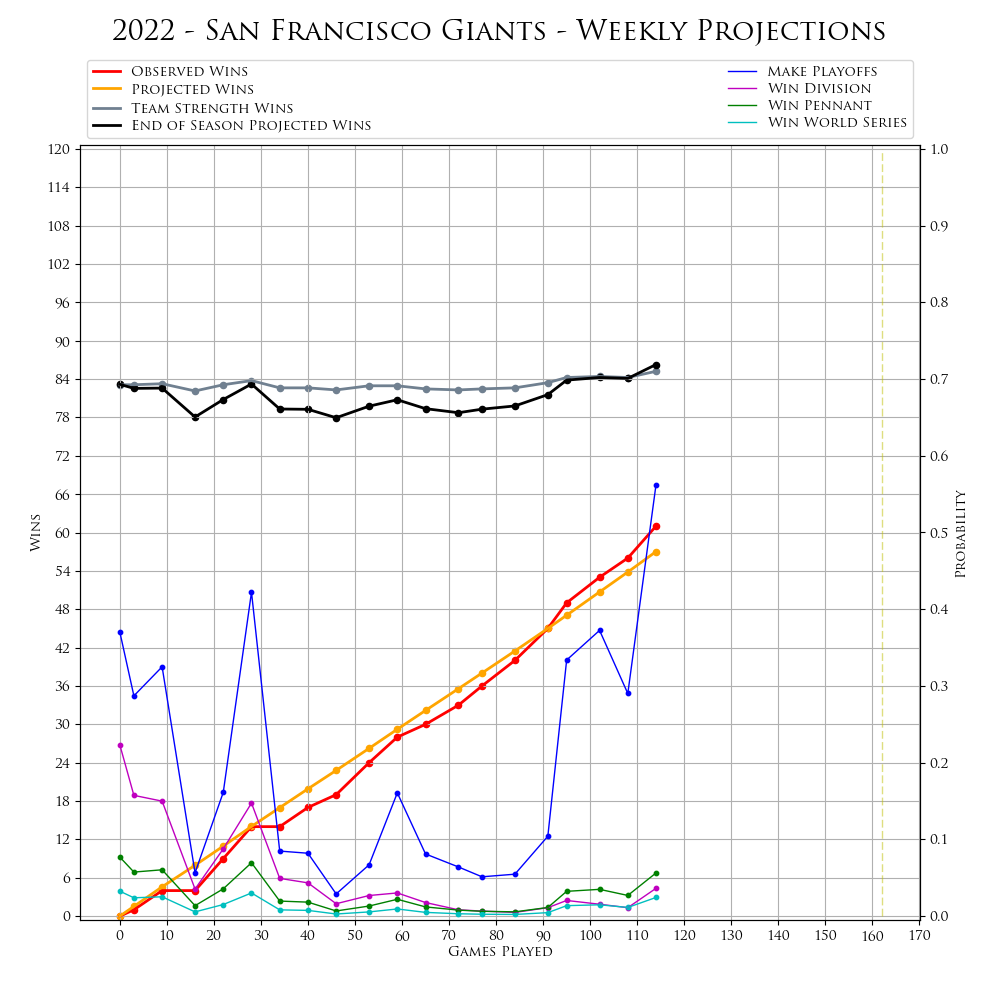 2022 - San Francisco Giants - Weekly Projections
Observed Wins
Projected Wins
Team Strength Wins
End of Season Projected Wins
Make Playoffs
Win Division
Win Pennant
Win World Series
120
114
108
102
96
90
84
78
72
66
60
54
48
42
36
30
24
18
12
6
0
Wins
1.0
0.9
0.8
0.7
0.6
0.5
0.4
0.3
0.2
0.1
0.0
Probability
0 10 20 30 40 50 60 70 80 90 100 110 120 130 140 150 160 170
Games Played